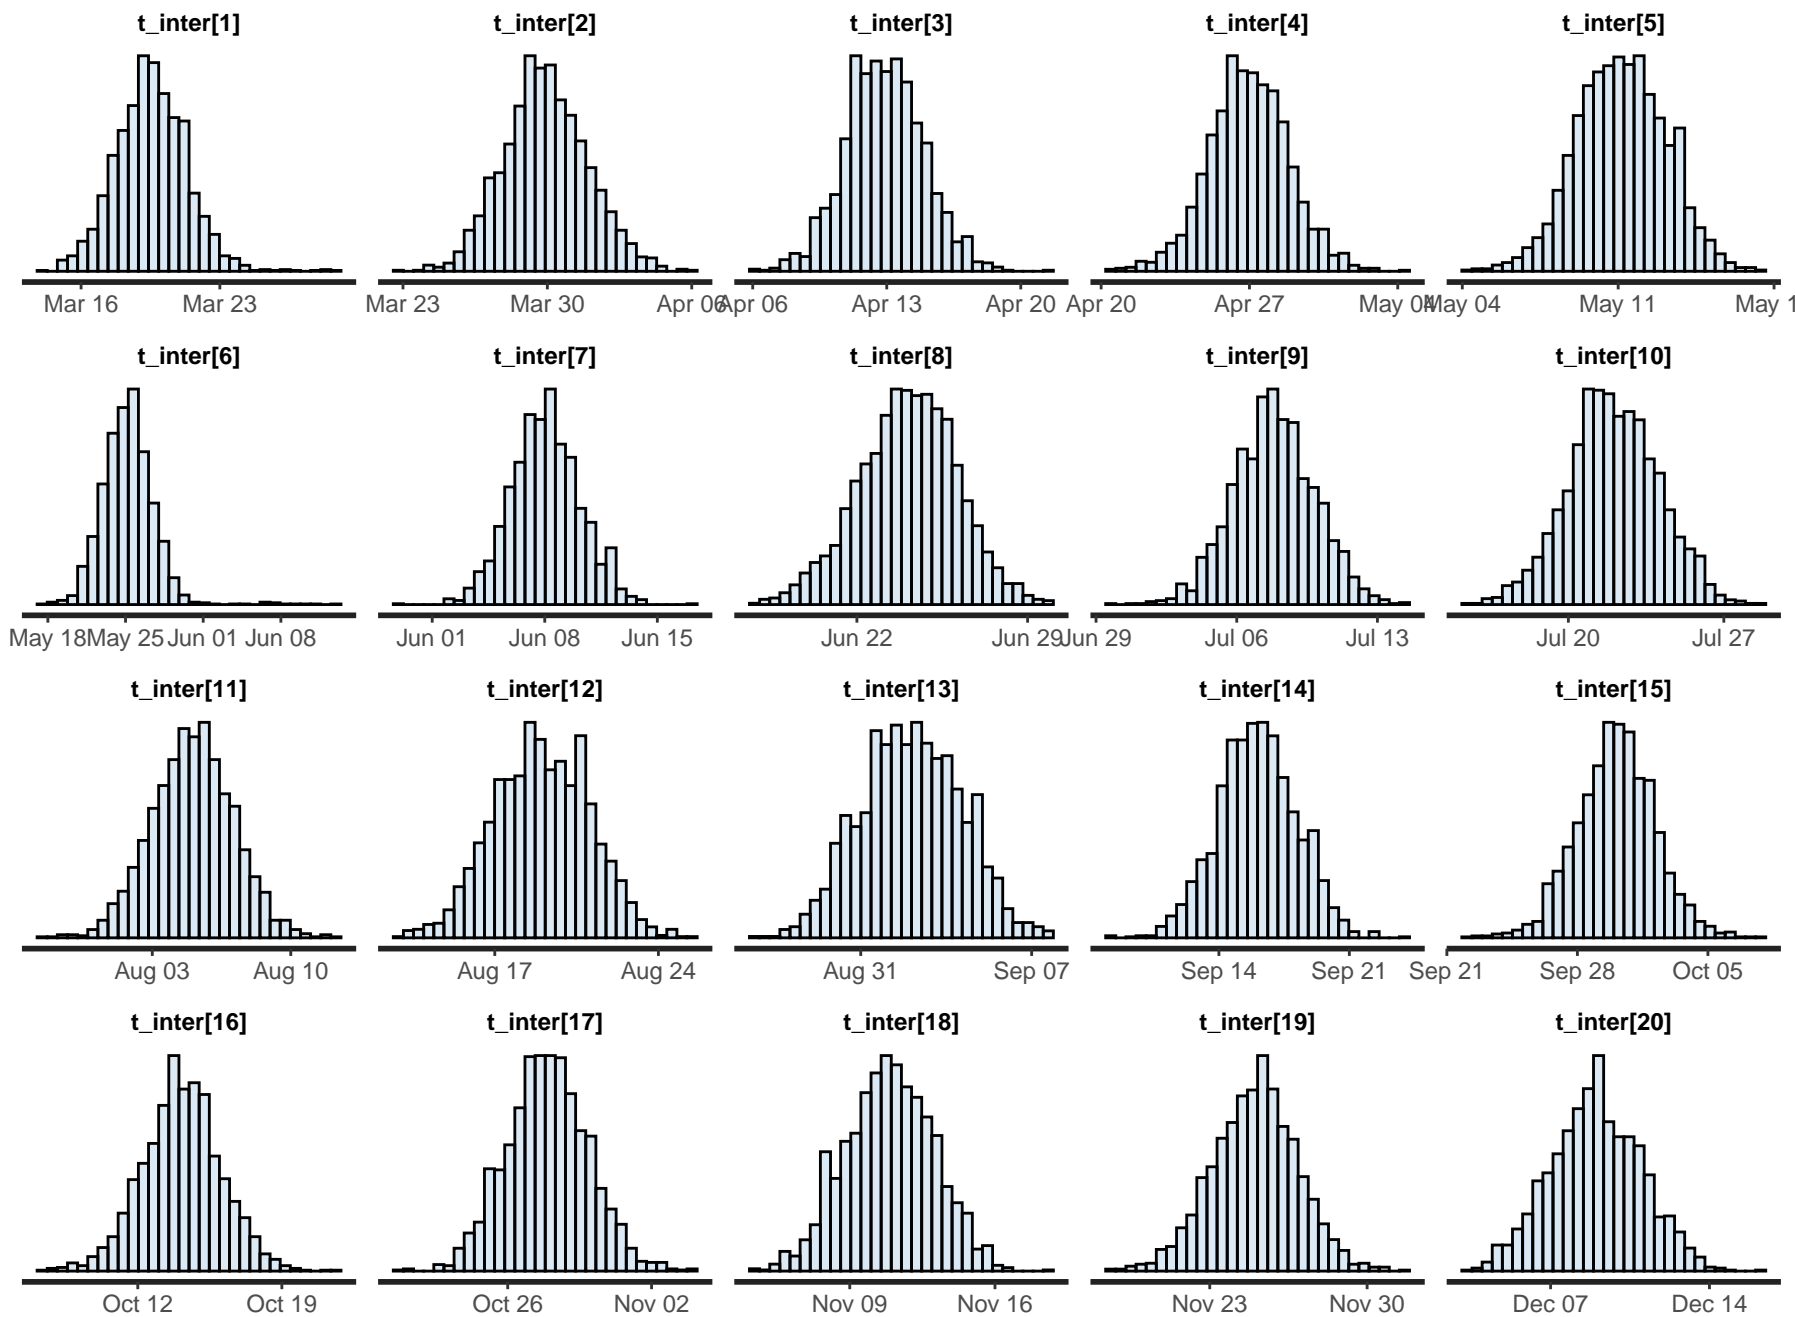 t_inter[1] t_inter[2] t_inter[3] t_inter[4] t_inter[5]
Mar 16 Mar 23 Mar 23 Mar 30 Apr 06 Apr 06 Apr 13 Apr 20 Apr 20 Apr 27 May 04 May 04 May 11 May 1
t_inter[6] t_inter[7] t_inter[8] t_inter[9] t_inter[10]
May 18 May 25 Jun 01 Jun 08 Jun 01 Jun 08 Jun 15 Jun 22 Jun 29 Jun 29 Jul 06 Jul 13 Jul 20 Jul 27
t_inter[11] t_inter[12] t_inter[13] t_inter[14] t_inter[15]
Aug 03 Aug 10 Aug 17 Aug 24 Aug 31 Sep 07 Sep 14 Sep 21 Sep 21 Sep 28 Oct 05
t_inter[16] t_inter[17] t_inter[18] t_inter[19] t_inter[20]
Oct 12 Oct 19 Oct 26 Nov 02 Nov 09 Nov 16 Nov 23 Nov 30 Dec 07 Dec 14